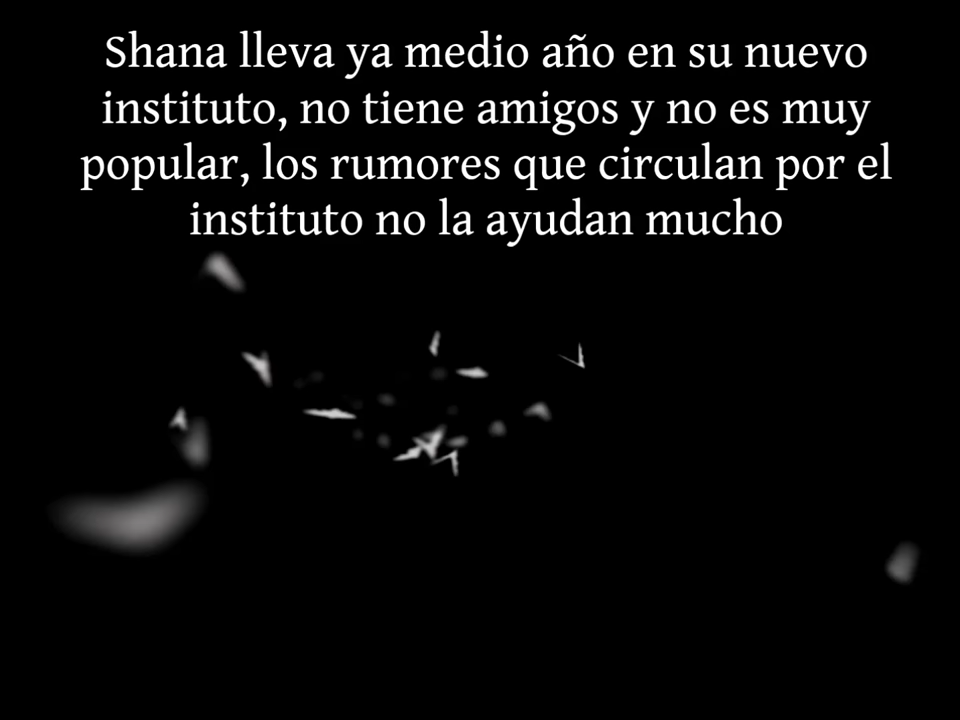 Shana lleva ya medio año en su nuevo
instituto, no tiene amigos y no es muy
popular, los rumores que circulan por el
instituto no la ayudan mucho